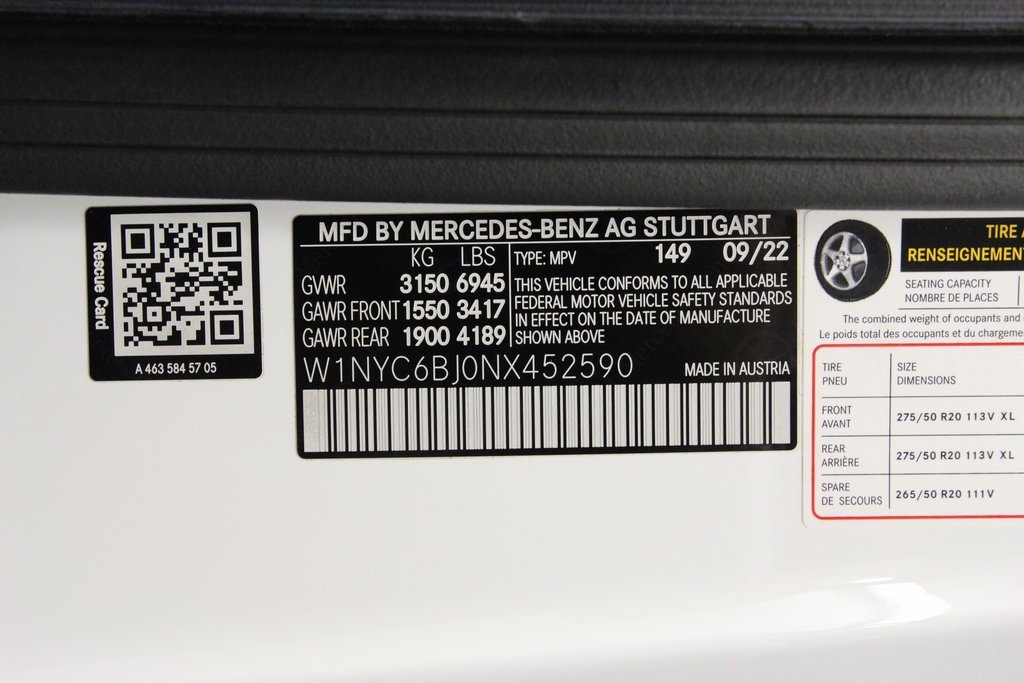 Rescue Card
A 463 584 57 05
MFD BY MERCEDES-BENZ AG STUTTGART
KG LBS
GVWR 3150 6945
GAWR FRONT 1550 3417
GAWR REAR 1900 4189
TYPE: MPV 149 09/22
THIS VEHICLE CONFORMS TO ALL APPLICABLE
FEDERAL MOTOR VEHICLE SAFETY STANDARDS
IN EFFECT ON THE DATE OF MANUFACTURE
SHOWN ABOVE
W1NYC6BJ0NX452590 MADE IN AUSTRIA
TIRE
RENSEIGNEMENT
SEATING CAPACITY
NOMBRE DE PLACES
The combined weight of occupants and
Le poids total des occupants et du chargeme
TIRE
PNEU
SIZE
DIMENSIONS
FRONT
AVANT
275/50 R20 113V XL
REAR
ARRIÈRE
275/50 R20 113V XL
SPARE
DE SECOURS
265/50 R20 111V